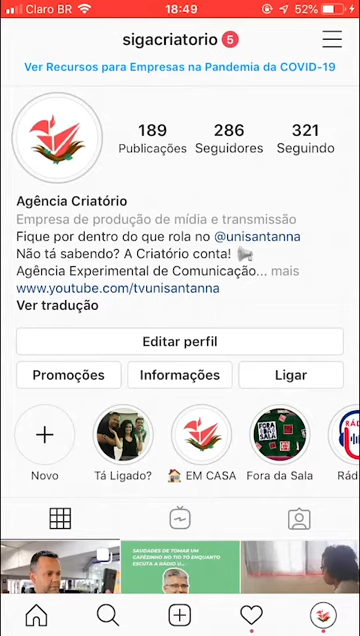 Claro BR
18:49
52%
sigacriatorio 5
Ver Recursos para Empresas na Pandemia da COVID-19
189 286 321
Publicações Seguidores Seguindo
Agência Criatório
Empresa de produção de mídia e transmissão
Fique por dentro do que rola no @unisantanna
Não tá sabendo? A Criatório conta!
Agência Experimental de Comunicação... mais
www.youtube.com/tvunisantanna
Ver tradução
Editar perfil
Promoções Informações Ligar
FORA DA SALA
RÁD
Novo Tá Ligado? EM CASA Fora da Sala Rád
SAUDADES DE TOMAR UM
CAFÉZINHO NO TIO TÔ ENQUANTO
ESCUTA A RÁDIO U...